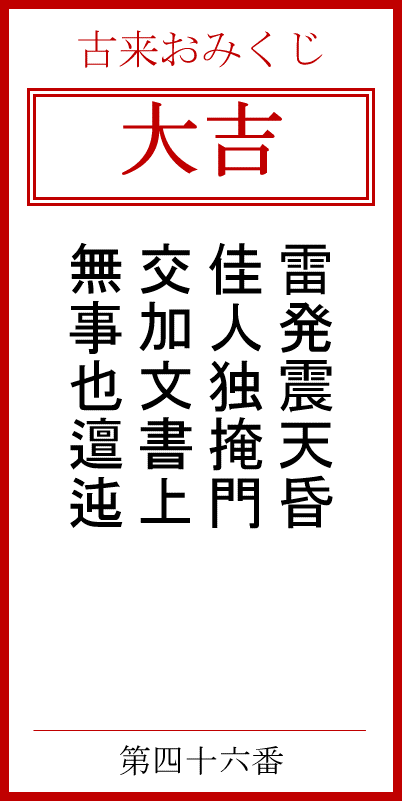 古来おみくじ
大吉
雷発震天昏
佳人独掩門
交加文書上
無事也邅迍
第四十六番